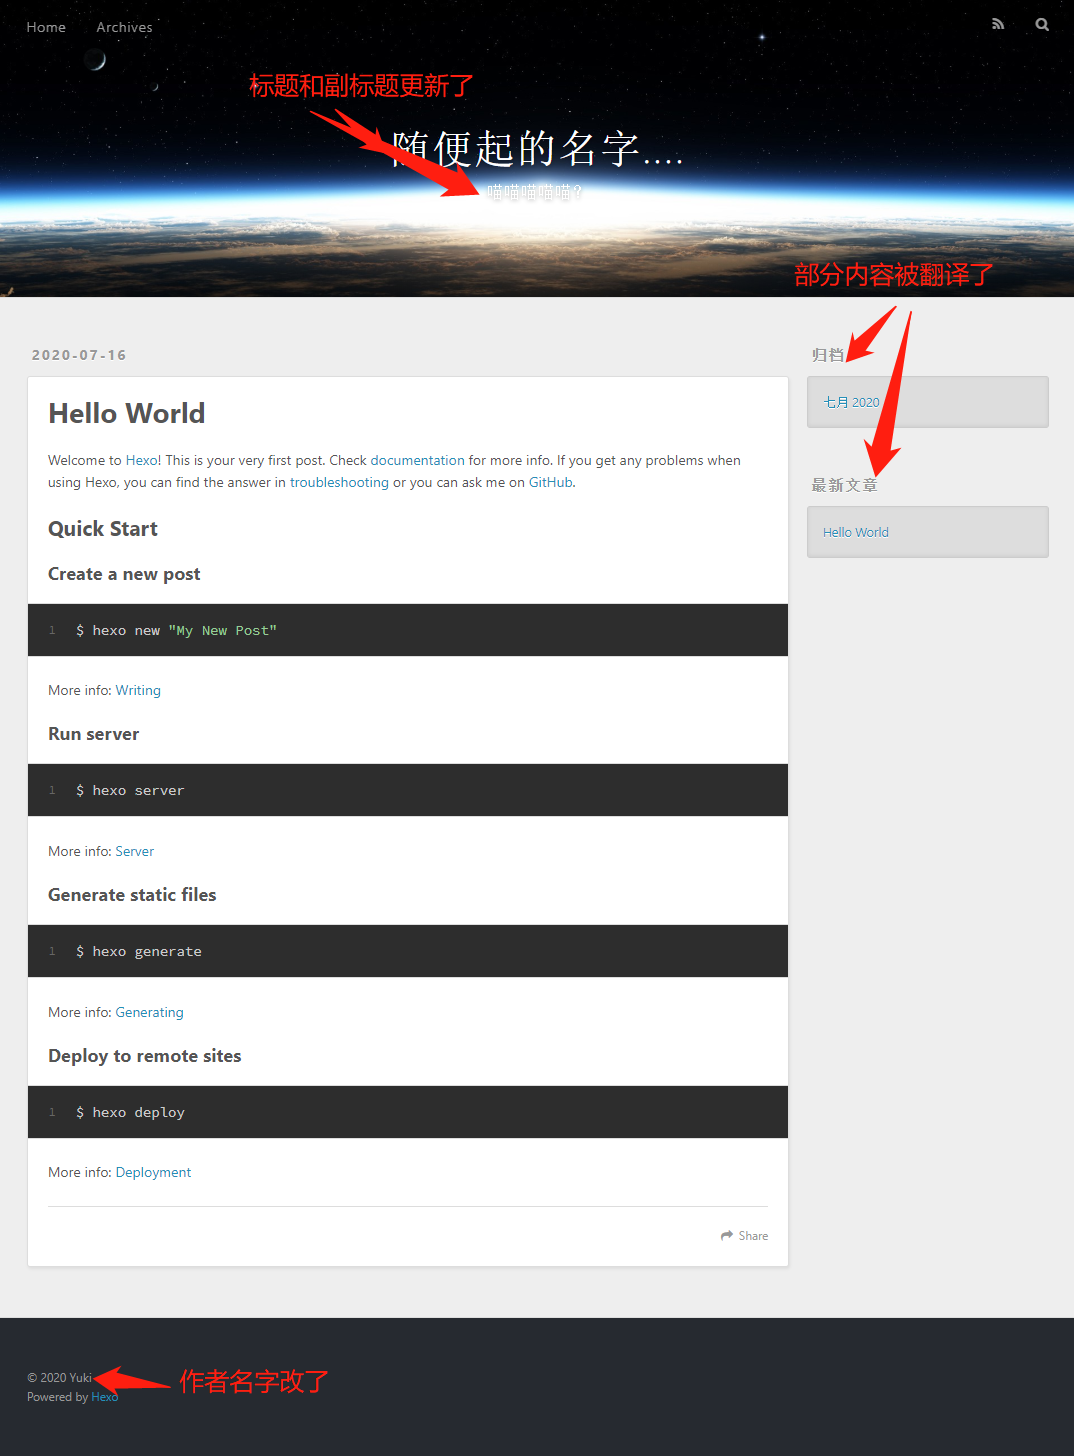 Home Archives
标题和副标题更新了
随便起的名字....
喵喵喵喵喵?
部分内容被翻译了
2020-07-16
Hello World
Welcome to Hexo! This is your very first post. Check documentation for more info. If you get any problems when
using Hexo, you can find the answer in troubleshooting or you can ask me on GitHub.
Quick Start
Create a new post
1 $ hexo new "My New Post"
More info: Writing
Run server
1 $ hexo server
More info: Server
Generate static files
1 $ hexo generate
More info: Generating
Deploy to remote sites
1 $ hexo deploy
More info: Deployment
Share
归档
七月 2020
最新文章
Hello World
© 2020 Yuki
作者名字改了
Powered by Hexo